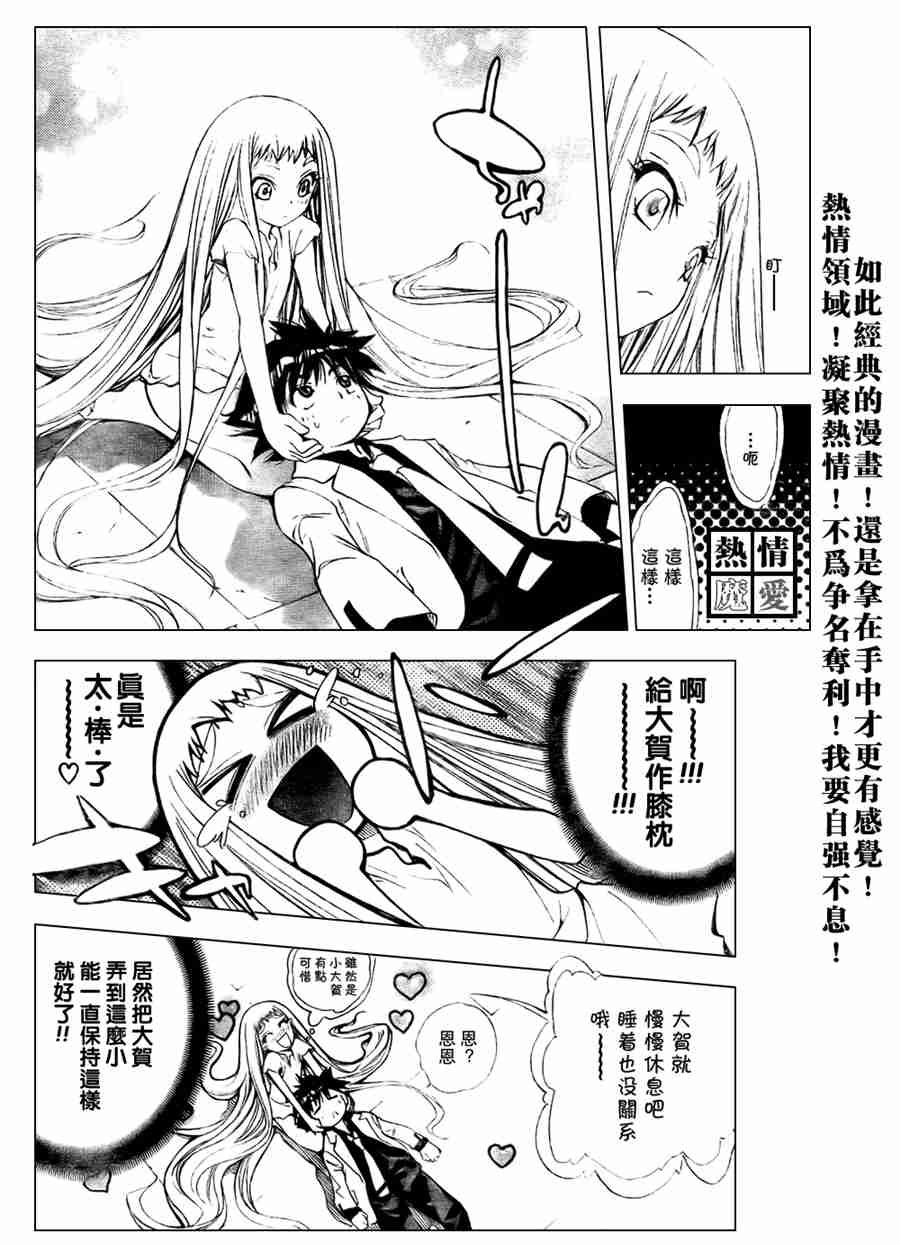 如此經典的漫畫！還是拿在手中才更有感覺！
熱情領域！凝聚熱情！不爲争名奪利！我要自强不息！
盯——
…呃
這樣
這樣…
熱情
魔愛
啊～～!!!
給大賀作膝枕
～～!!!
眞是
太·棒·了
～～♡
大賀就
慢慢休息吧
睡着也没關系
哦～
恩？
恩恩
雖然是
小大賀
有點
可惜
居然把大賀
弄到這麼小
能一直保持這樣
就好了!!